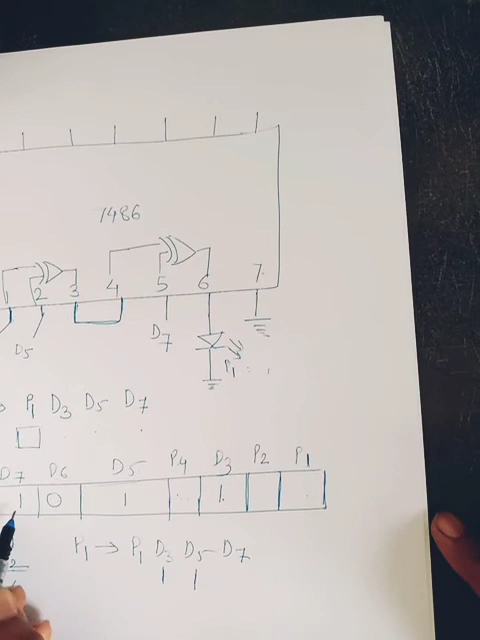 7486
1 2 3 4 5 6 7
D5 D7
P1
P1 D3 D5 D7
D7 D6 D5 P4 D3 P2 P1
1 0 1 1
P1 → P1 D3 D5 D7
1 1
2